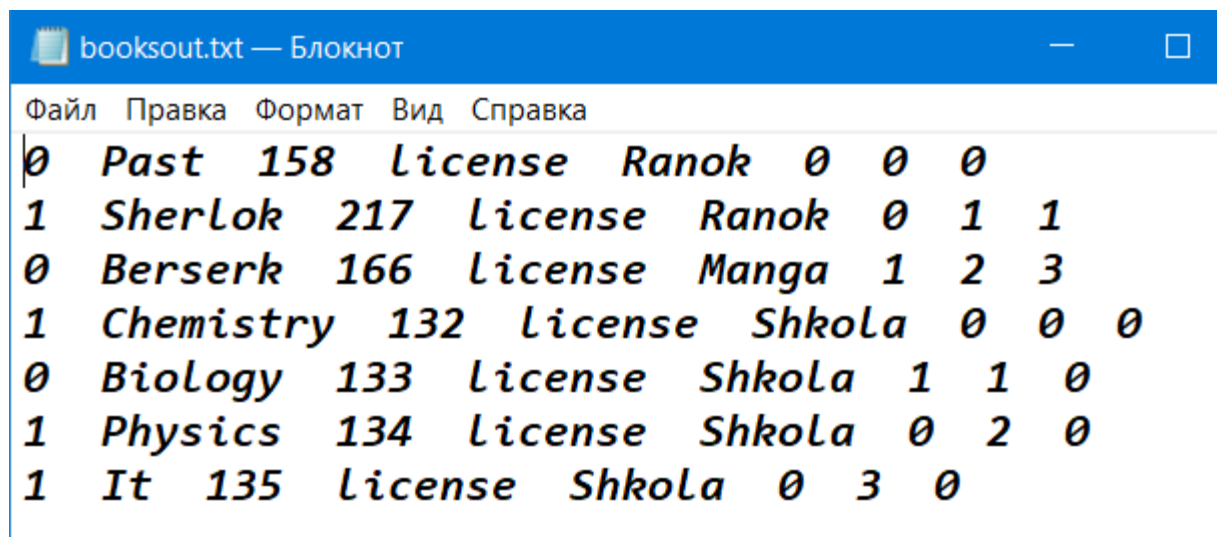 booksout.txt — Блокнот
Файл Правка Формат Вид Справка
0 Past 158 license Ranok 0 0 0
1 Sherlok 217 license Ranok 0 1 1
0 Berserk 166 license Manga 1 2 3
1 Chemistry 132 license Shkola 0 0 0
0 Biology 133 license Shkola 1 1 0
1 Physics 134 license Shkola 0 2 0
1 It 135 license Shkola 0 3 0